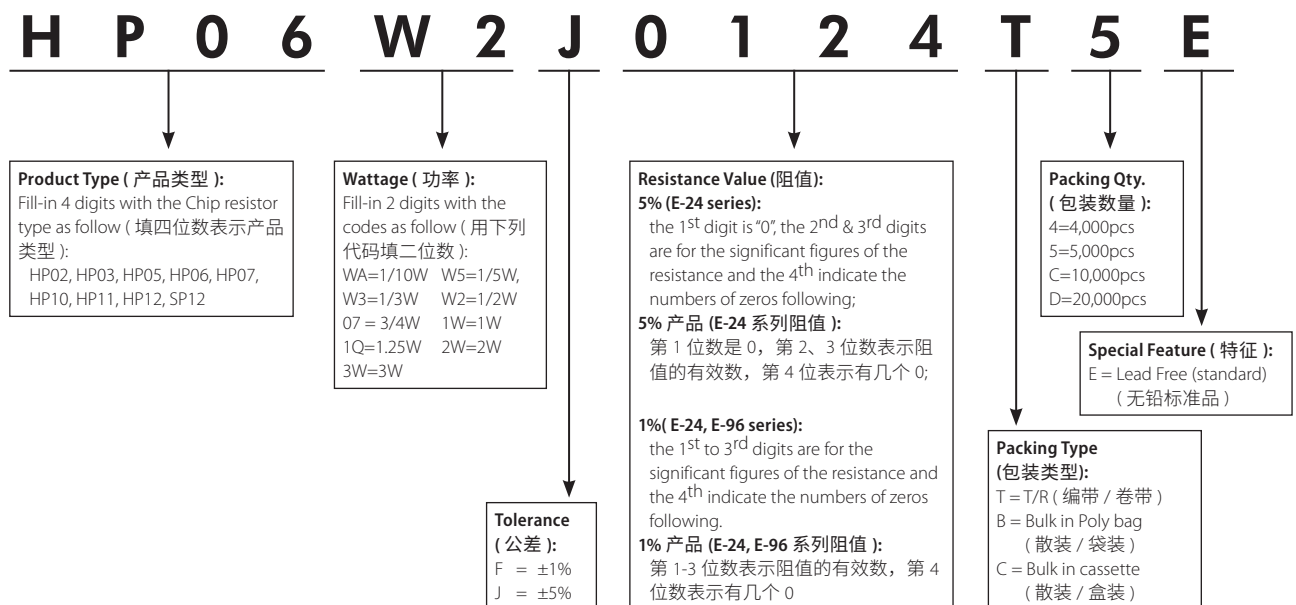 H P 0 6 W 2 J 0 1 2 4 T 5 E
Product Type ( 产品类型 ):
Fill-in 4 digits with the Chip resistor
type as follow ( 填四位数表示产品
类型 ):
HP02, HP03, HP05, HP06, HP07,
HP10, HP11, HP12, SP12
Wattage ( 功率 ):
Fill-in 2 digits with the
codes as follow ( 用下列
代码填二位数 ):
WA=1/10W W5=1/5W,
W3=1/3W W2=1/2W
07 = 3/4W 1W=1W
1Q=1.25W 2W=2W
3W=3W
Tolerance
( 公差 ):
F = ±1%
J = ±5%
Resistance Value (阻值):
5% (E-24 series):
the 1st digit is “0”, the 2nd & 3rd digits
are for the significant figures of the
resistance and the 4th indicate the
numbers of zeros following;
5% 产品 (E-24 系列阻值 ):
第 1 位数是 0，第 2、3 位数表示阻
值的有效数，第 4 位表示有几个 0;
1%( E-24, E-96 series):
the 1st to 3rd digits are for the
significant figures of the resistance and
the 4th indicate the numbers of zeros
following.
1% 产品 (E-24, E-96 系列阻值 ):
第 1-3 位数表示阻值的有效数，第 4
位数表示有几个 0
Packing Qty.
( 包装数量 ):
4=4,000pcs
5=5,000pcs
C=10,000pcs
D=20,000pcs
Special Feature ( 特征 ):
E = Lead Free (standard)
( 无铅标准品 )
Packing Type
(包装类型):
T = T/R ( 编带 / 卷带 )
B = Bulk in Poly bag
( 散装 / 袋装 )
C = Bulk in cassette
( 散装 / 盒装 )